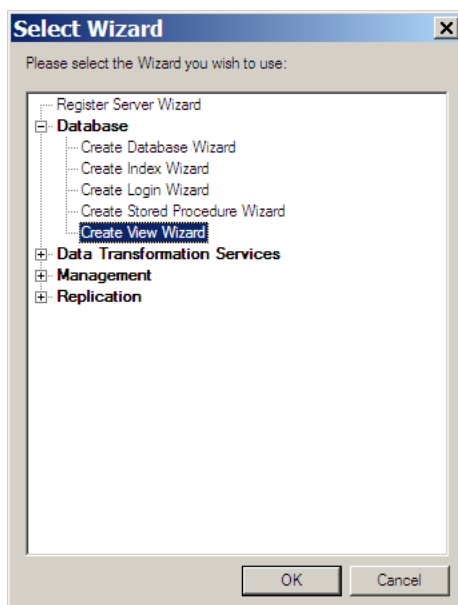 Select Wizard
Please select the Wizard you wish to use:
Register Server Wizard
Database
Create Database Wizard
Create Index Wizard
Create Login Wizard
Create Stored Procedure Wizard
Create View Wizard
Data Transformation Services
Management
Replication
OK Cancel